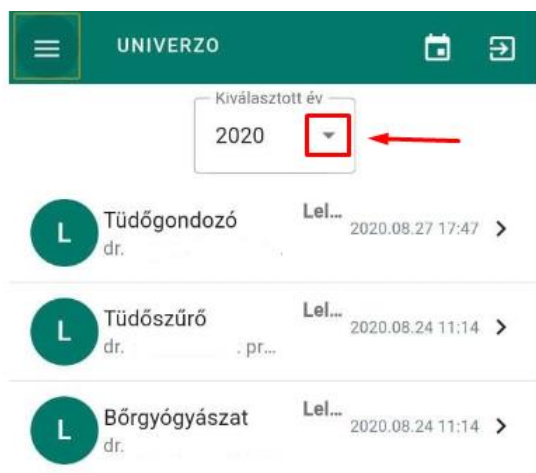 UNIVERZO
Kiválasztott év
2020
L
Tüdőgondozó
Lel...
2020.08.27 17:47
dr.
L
Tüdőszűrő
Lel...
2020.08.24 11:14
dr. . pr...
L
Bőrgyógyászat
Lel...
2020.08.24 11:14
dr.